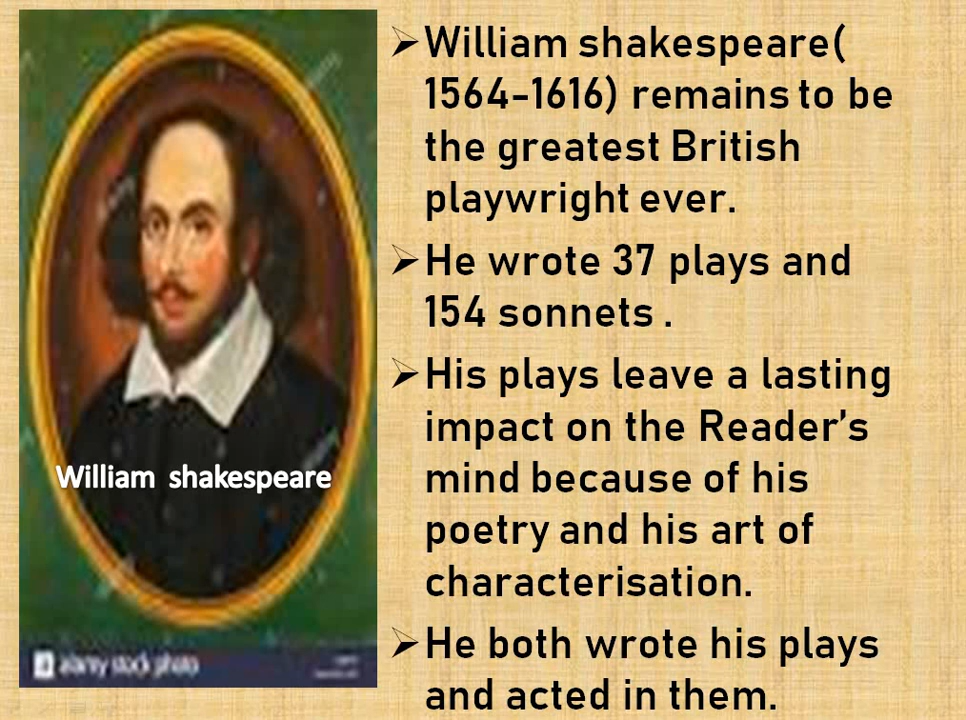 William shakespeare(
1564-1616) remains to be
the greatest British
playwright ever.
He wrote 37 plays and
154 sonnets .
His plays leave a lasting
impact on the Reader's
mind because of his
poetry and his art of
characterisation.
He both wrote his plays
and acted in them.
William shakespeare
a alamy stock photo